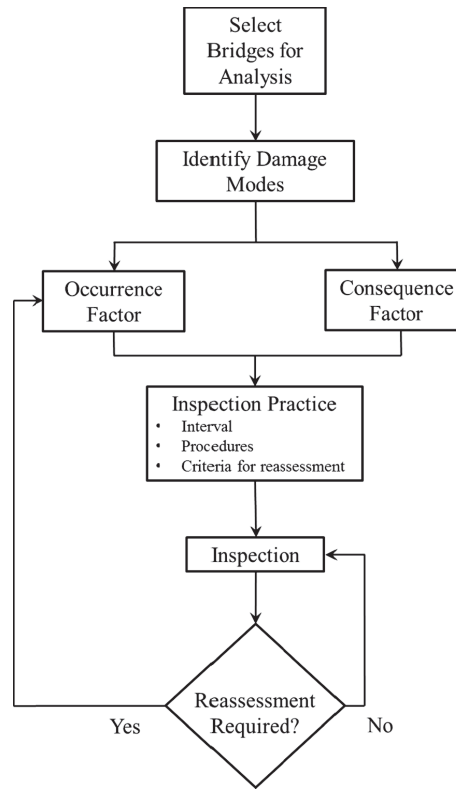 Select
Bridges for
Analysis
Identify Damage
Modes
Occurrence
Factor
Consequence
Factor
Inspection Practice
• Interval
• Procedures
• Criteria for reassessment
Inspection
Reassessment
Required?
Yes
No